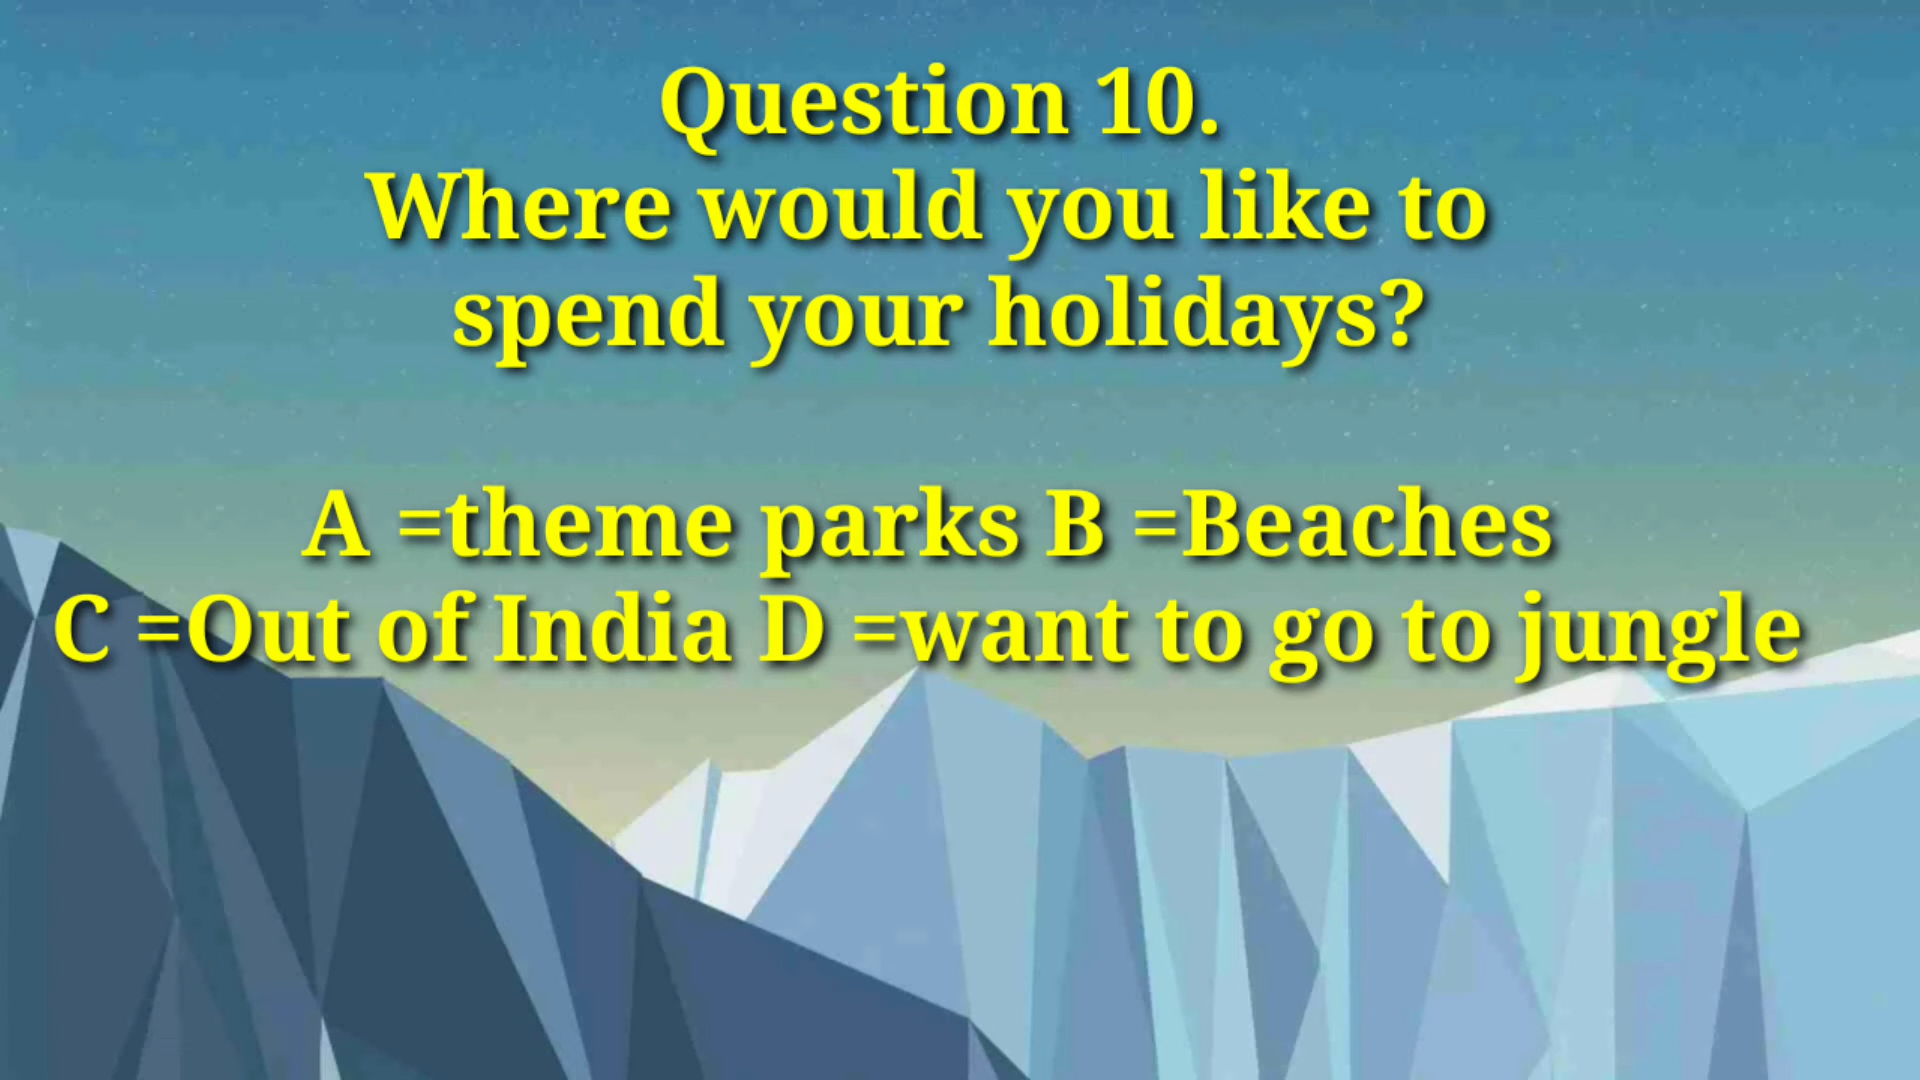 Question 10.
Where would you like to
spend your holidays?
A =theme parks B =Beaches
C =Out of India D =want to go to jungle